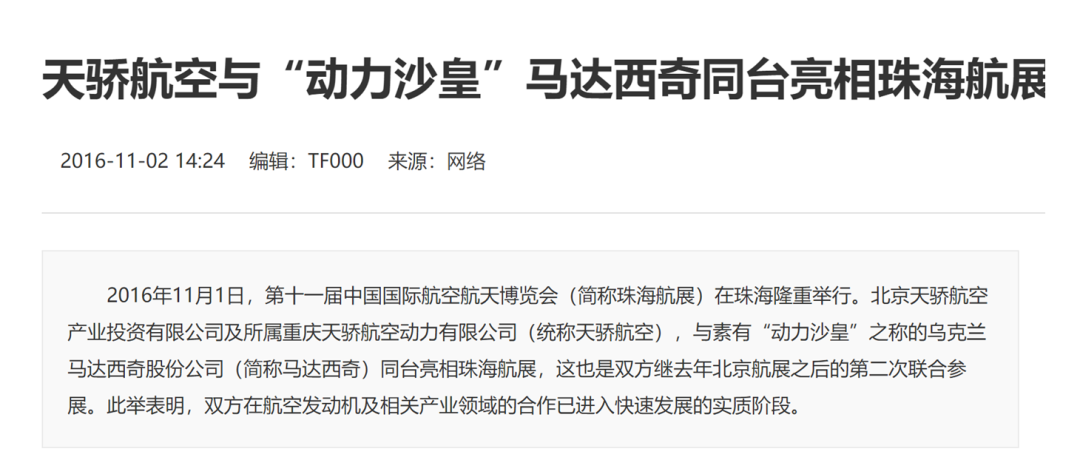 天骄航空与“动力沙皇”马达西奇同台亮相珠海航展
2016-11-02 14:24 编辑：TF000 来源：网络
2016年11月1日，第十一届中国国际航空航天博览会（简称珠海航展）在珠海隆重举行。北京天骄航空
产业投资有限公司及所属重庆天骄航空动力有限公司（统称天骄航空），与素有“动力沙皇”之称的乌克兰
马达西奇股份公司（简称马达西奇）同台亮相珠海航展，这也是双方继去年北京航展之后的第二次联合参
展。此举表明，双方在航空发动机及相关产业领域的合作已进入快速发展的实质阶段。